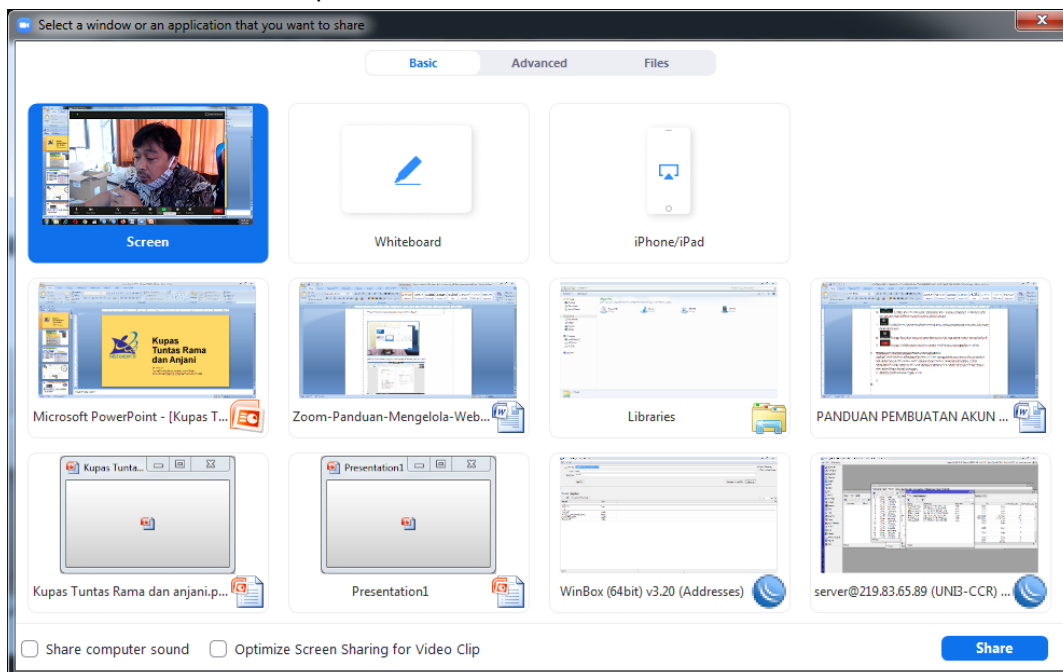 Select a window or an application that you want to share
Basic
Advanced
Files
Screen
Whiteboard
iPhone/iPad
Kupas
Tuntas Rama
dan Anjani
Microsoft PowerPoint - [Kupas T...
Zoom-Panduan-Mengelola-Web...
Libraries
PANDUAN PEMBUATAN AKUN ...
Kupas Tunta...
Presentation1
Kupas Tuntas Rama dan anjani.p...
Presentation1
WinBox (64bit) v3.20 (Addresses)
server@219.83.65.89 (UNI3-CCR) ...
Share computer sound
Optimize Screen Sharing for Video Clip
Share